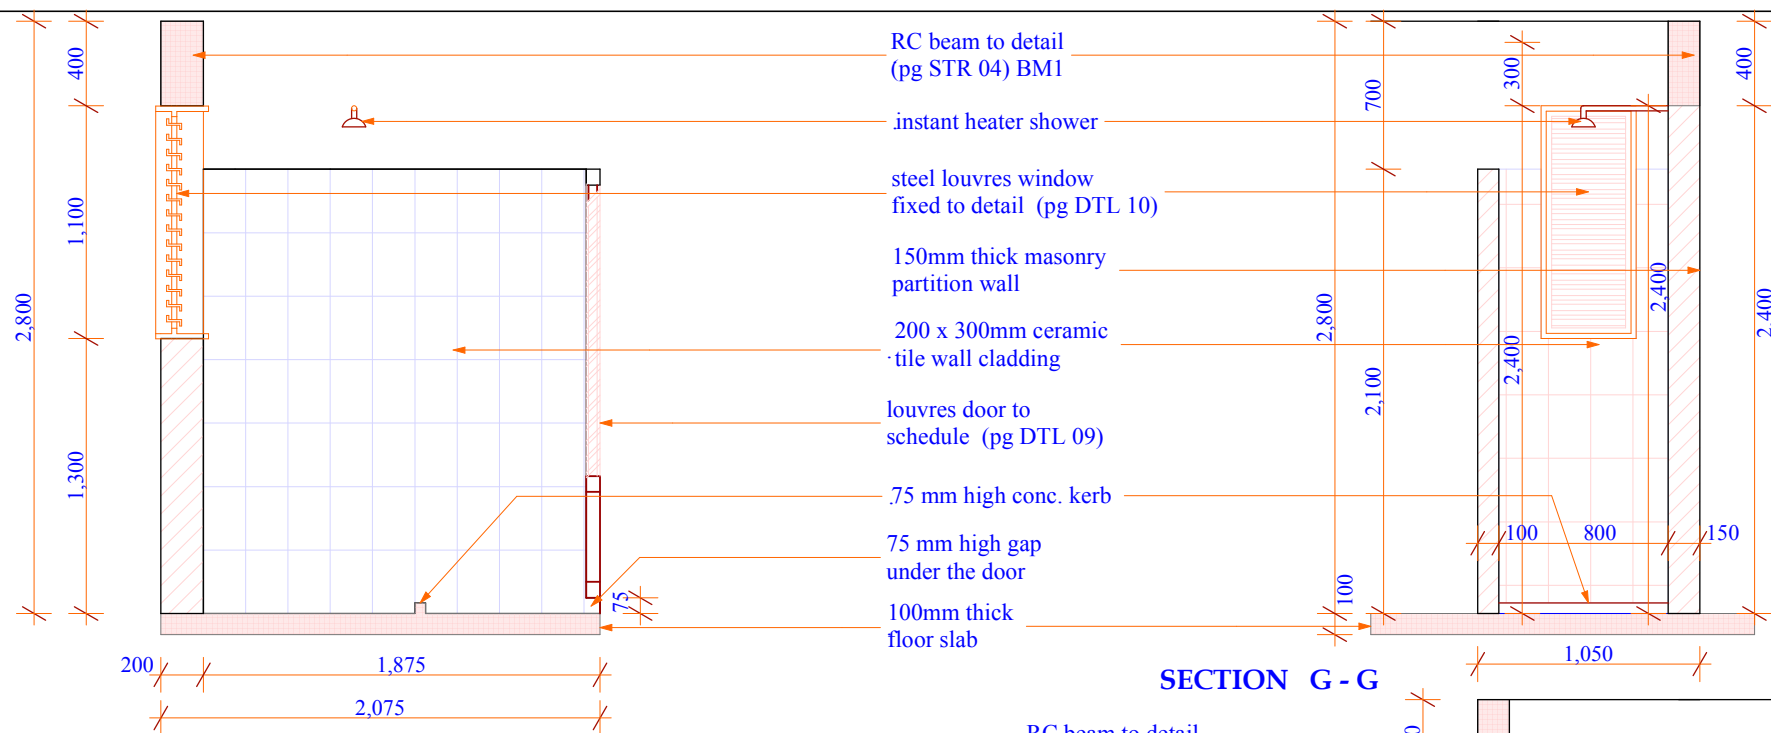 400
1,100
2,800
1,300
200
1,875
2,075
75
RC beam to detail
(pg STR 04) BM1
.instant heater shower
steel louvres window
fixed to detail (pg DTL 10)
150mm thick masonry
partition wall
200 x 300mm ceramic
tile wall cladding
louvres door to
schedule (pg DTL 09)
.75 mm high conc. kerb
75 mm high gap
under the door
100mm thick
floor slab
2,800
100
700
2,100
300
2,400
2,400
400
2,400
100
800
150
1,050
SECTION G - G
RC beam to detail